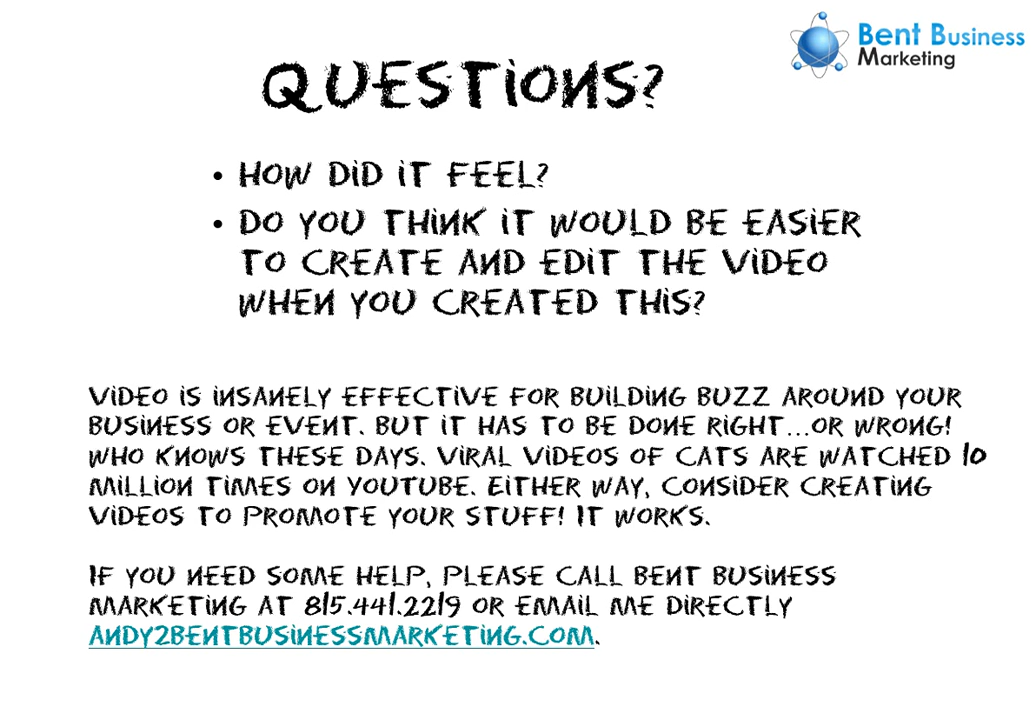 Bent Business
Marketing
QUESTIONS?
• HOW DID IT FEEL?
• DO YOU THINK IT WOULD BE EASIER
TO CREATE AND EDIT THE VIDEO
WHEN YOU CREATED THIS?
VIDEO IS INSANELY EFFECTIVE FOR BUILDING BUZZ AROUND YOUR
BUSINESS OR EVENT. BUT IT HAS TO BE DONE RIGHT...OR WRONG!
WHO KNOWS THESE DAYS. VIRAL VIDEOS OF CATS ARE WATCHED 10
MILLION TIMES ON YOUTUBE. EITHER WAY, CONSIDER CREATING
VIDEOS TO PROMOTE YOUR STUFF! IT WORKS.
IF YOU NEED SOME HELP, PLEASE CALL BENT BUSINESS
MARKETING AT 815.441.2219 OR EMAIL ME DIRECTLY
ANDY2BENTBUSINESSMARKETING.COM.